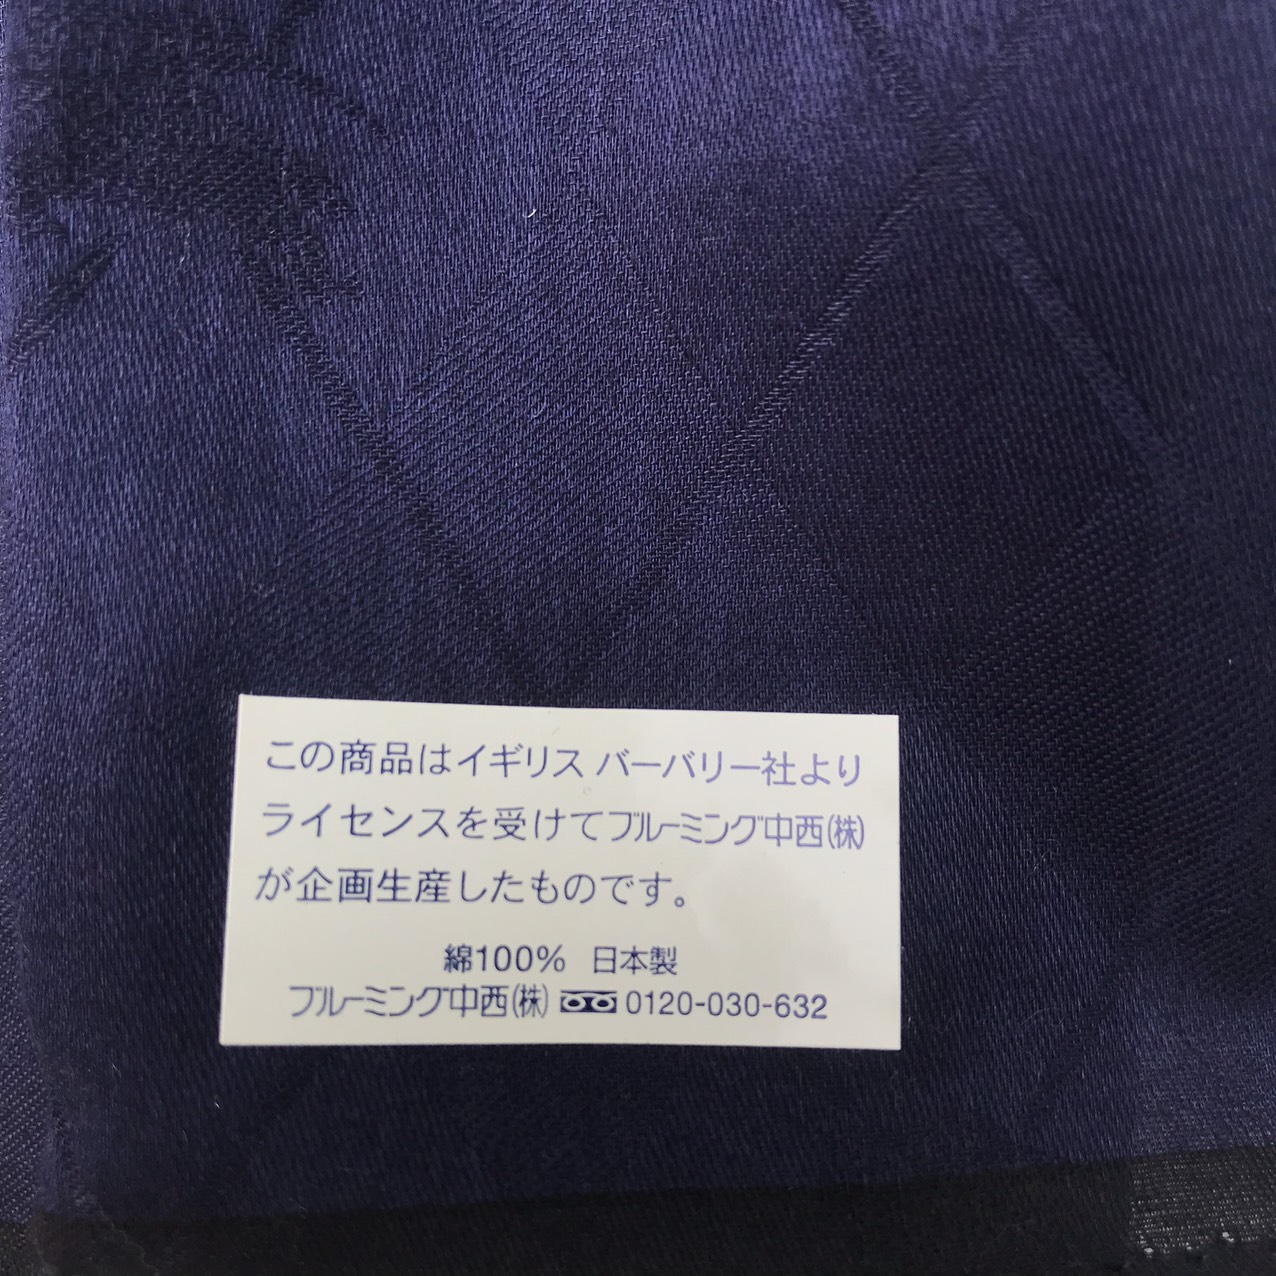 この商品はイギリス バーバリー社より
ライセンスを受けてブルーミング中西(株)
が企画生産したものです。
綿100% 日本製
ブルーミング中西(株) 0120-030-632